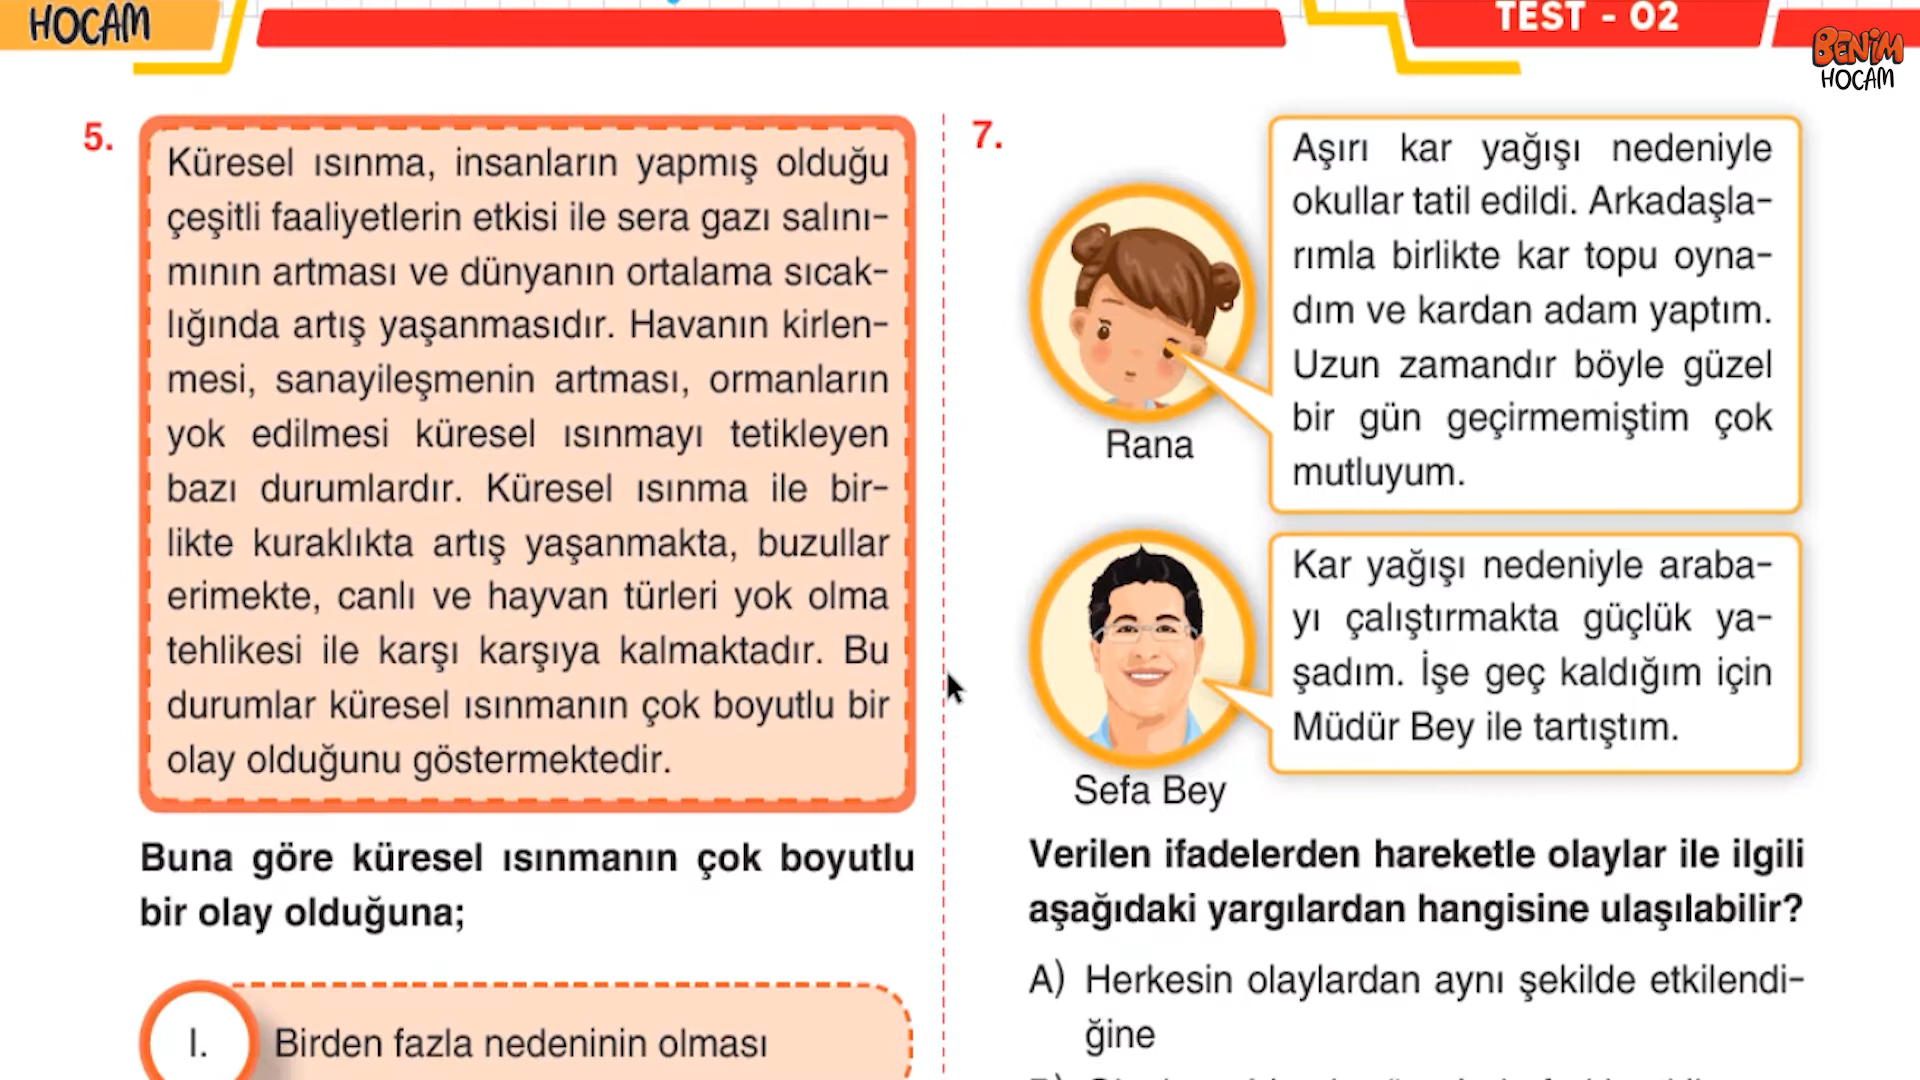 HOCAM
TEST - 02
BENİM
HOCAM
5.
Küresel ısınma, insanların yapmış olduğu
çeşitli faaliyetlerin etkisi ile sera gazı salını-
mının artması ve dünyanın ortalama sıcak-
lığında artış yaşanmasıdır. Havanın kirlen-
mesi, sanayileşmenin artması, ormanların
yok edilmesi küresel ısınmayı tetikleyen
bazı durumlardır. Küresel ısınma ile bir-
likte kuraklıkta artış yaşanmakta, buzullar
erimekte, canlı ve hayvan türleri yok olma
tehlikesi ile karşı karşıya kalmaktadır. Bu
durumlar küresel ısınmanın çok boyutlu bir
olay olduğunu göstermektedir.
Buna göre küresel ısınmanın çok boyutlu
bir olay olduğuna;
I. Birden fazla nedeninin olması
7.
Aşırı kar yağışı nedeniyle
okullar tatil edildi. Arkadaşla-
rımla birlikte kar topu oyna-
dım ve kardan adam yaptım.
Uzun zamandır böyle güzel
bir gün geçirmemiştim çok
mutluyum.
Rana
Kar yağışı nedeniyle araba-
yı çalıştırmakta güçlük ya-
şadım. İşe geç kaldığım için
Müdür Bey ile tartıştım.
Sefa Bey
Verilen ifadelerden hareketle olaylar ile ilgili
aşağıdaki yargılardan hangisine ulaşılabilir?
A) Herkesin olaylardan aynı şekilde etkilendi-
ğine